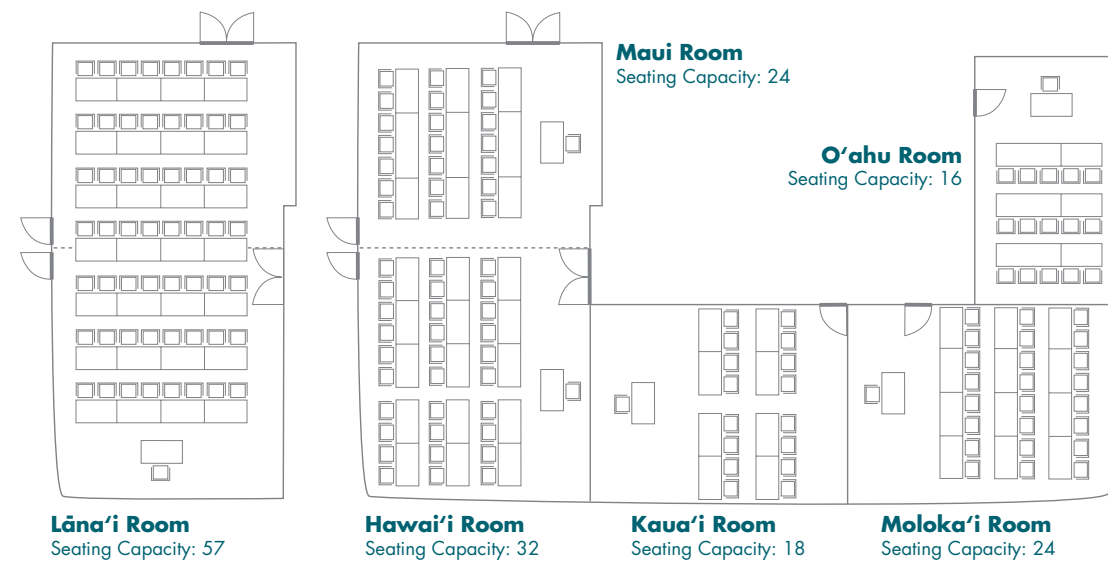 Maui Room
Seating Capacity: 24
O‘ahu Room
Seating Capacity: 16
Lāna‘i Room
Seating Capacity: 57
Hawai‘i Room
Seating Capacity: 32
Kaua‘i Room
Seating Capacity: 18
Moloka‘i Room
Seating Capacity: 24